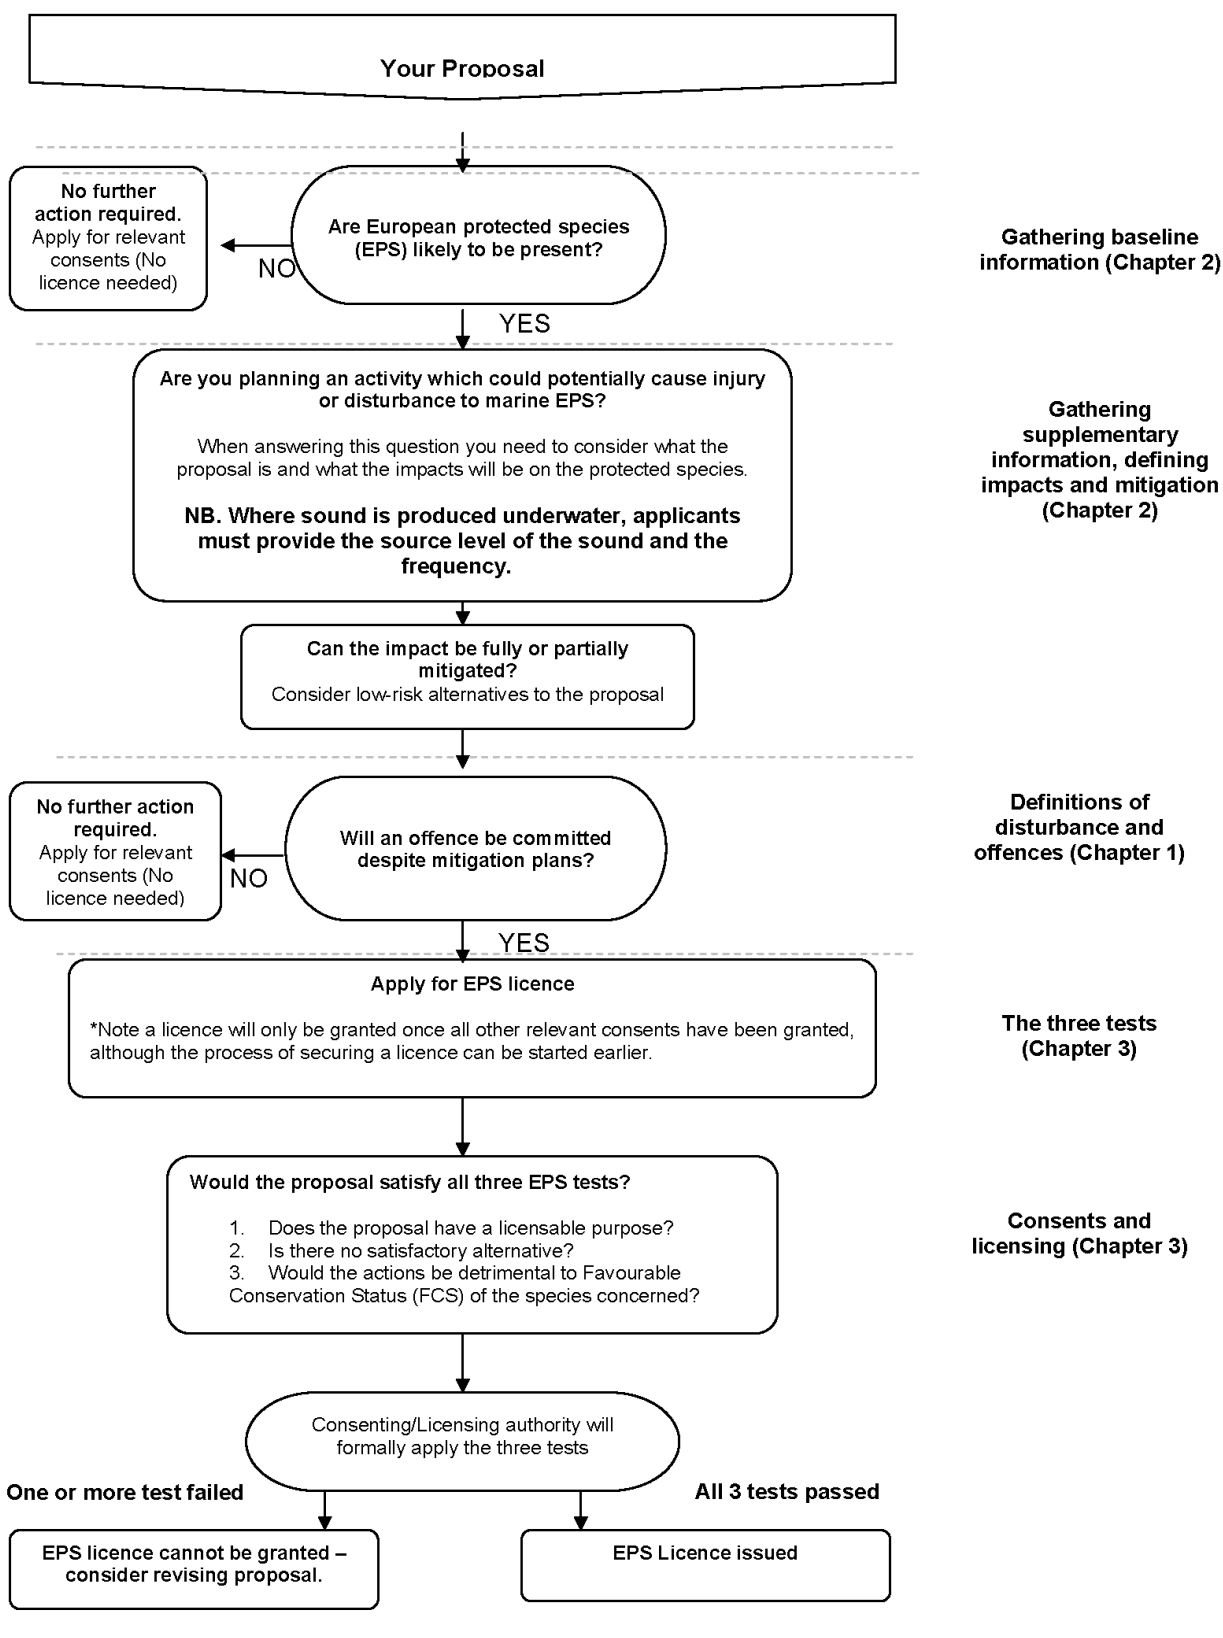 Your Proposal
No further
action required.
Apply for relevant
consents (No
licence needed)
NO
Are European protected species
(EPS) likely to be present?
Gathering baseline
information (Chapter 2)
YES
Are you planning an activity which could potentially cause injury
or disturbance to marine EPS?
When answering this question you need to consider what the
proposal is and what the impacts will be on the protected species.
NB. Where sound is produced underwater, applicants
must provide the source level of the sound and the
frequency.
Gathering
supplementary
information, defining
impacts and mitigation
(Chapter 2)
Can the impact be fully or partially
mitigated?
Consider low-risk alternatives to the proposal
No further action
required.
Apply for relevant
consents (No
licence needed)
NO
Will an offence be committed
despite mitigation plans?
Definitions of
disturbance and
offences (Chapter 1)
YES
Apply for EPS licence
*Note a licence will only be granted once all other relevant consents have been granted,
although the process of securing a licence can be started earlier.
The three tests
(Chapter 3)
Would the proposal satisfy all three EPS tests?
1. Does the proposal have a licensable purpose?
2. Is there no satisfactory alternative?
3. Would the actions be detrimental to Favourable
Conservation Status (FCS) of the species concerned?
Consents and
licensing (Chapter 3)
Consenting/Licensing authority will
formally apply the three tests
One or more test failed
All 3 tests passed
EPS licence cannot be granted –
consider revising proposal.
EPS Licence issued